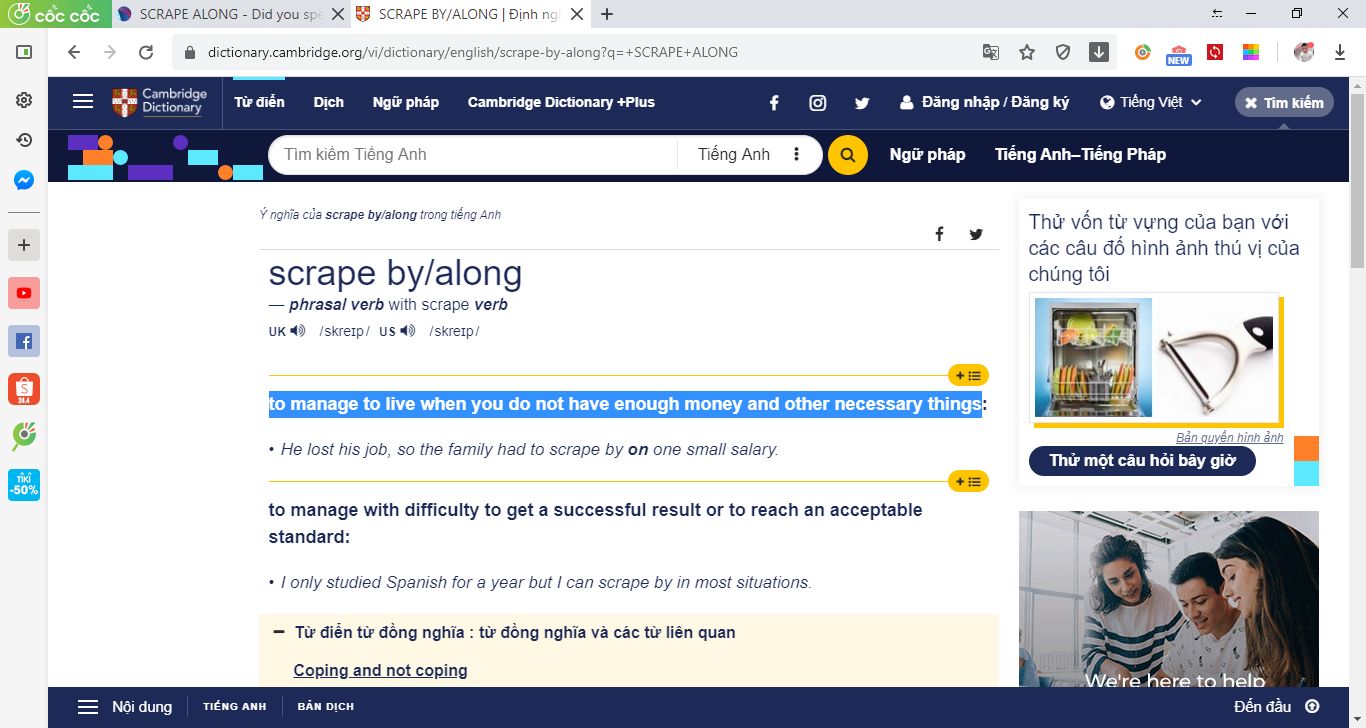 cốc cốc
SCRAPE ALONG - Did you spe
SCRAPE BY/ALONG | Định ngh
dictionary.cambridge.org/vi/dictionary/english/scrape-by-along?q=+SCRAPE+ALONG
NEW
Cambridge
Dictionary
Từ điển Dịch Ngữ pháp Cambridge Dictionary +Plus
Đăng nhập / Đăng ký
Tiếng Việt
Tìm kiếm
Tìm kiếm Tiếng Anh
Tiếng Anh
Ngữ pháp Tiếng Anh–Tiếng Pháp
Ý nghĩa của scrape by/along trong tiếng Anh
scrape by/along
— phrasal verb with scrape verb
UK /skreɪp/ US /skreɪp/
to manage to live when you do not have enough money and other necessary things:
• He lost his job, so the family had to scrape by on one small salary.
to manage with difficulty to get a successful result or to reach an acceptable
standard:
• I only studied Spanish for a year but I can scrape by in most situations.
Từ điển từ đồng nghĩa : từ đồng nghĩa và các từ liên quan
Coping and not coping
Thử vốn từ vựng của bạn với
các câu đố hình ảnh thú vị của
chúng tôi
Bản quyền hình ảnh
Thử một câu hỏi bây giờ
We're here to help
24.4
TIKI
-50%
Nội dung TIẾNG ANH BẢN DỊCH
Đến đầu